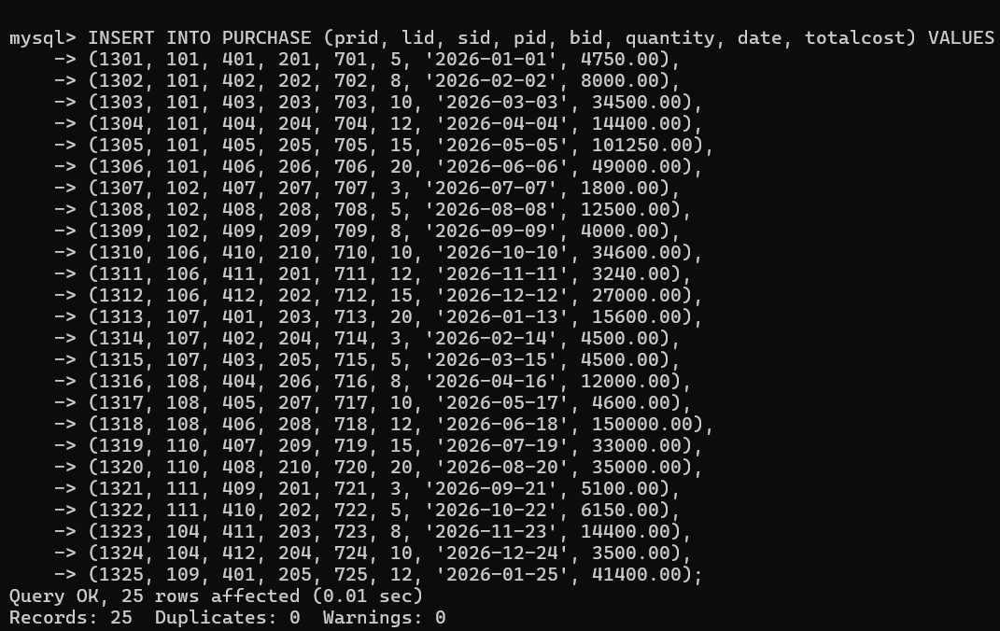 mysql> INSERT INTO PURCHASE (prid, lid, sid, pid, bid, quantity, date, totalcost) VALUES
    -> (1301, 101, 401, 201, 701, 5, '2026-01-01', 4750.00),
    -> (1302, 101, 402, 202, 702, 8, '2026-02-02', 8000.00),
    -> (1303, 101, 403, 203, 703, 10, '2026-03-03', 34500.00),
    -> (1304, 101, 404, 204, 704, 12, '2026-04-04', 14400.00),
    -> (1305, 101, 405, 205, 705, 15, '2026-05-05', 101250.00),
    -> (1306, 101, 406, 206, 706, 20, '2026-06-06', 49000.00),
    -> (1307, 102, 407, 207, 707, 3, '2026-07-07', 1800.00),
    -> (1308, 102, 408, 208, 708, 5, '2026-08-08', 12500.00),
    -> (1309, 102, 409, 209, 709, 8, '2026-09-09', 4000.00),
    -> (1310, 106, 410, 210, 710, 10, '2026-10-10', 34600.00),
    -> (1311, 106, 411, 201, 711, 12, '2026-11-11', 3240.00),
    -> (1312, 106, 412, 202, 712, 15, '2026-12-12', 27000.00),
    -> (1313, 107, 401, 203, 713, 20, '2026-01-13', 15600.00),
    -> (1314, 107, 402, 204, 714, 3, '2026-02-14', 4500.00),
    -> (1315, 107, 403, 205, 715, 5, '2026-03-15', 4500.00),
    -> (1316, 108, 404, 206, 716, 8, '2026-04-16', 12000.00),
    -> (1317, 108, 405, 207, 717, 10, '2026-05-17', 4600.00),
    -> (1318, 108, 406, 208, 718, 12, '2026-06-18', 150000.00),
    -> (1319, 110, 407, 209, 719, 15, '2026-07-19', 33000.00),
    -> (1320, 110, 408, 210, 720, 20, '2026-08-20', 35000.00),
    -> (1321, 111, 409, 201, 721, 3, '2026-09-21', 5100.00),
    -> (1322, 111, 410, 202, 722, 5, '2026-10-22', 6150.00),
    -> (1323, 104, 411, 203, 723, 8, '2026-11-23', 14400.00),
    -> (1324, 104, 412, 204, 724, 10, '2026-12-24', 3500.00),
    -> (1325, 109, 401, 205, 725, 12, '2026-01-25', 41400.00);
Query OK, 25 rows affected (0.01 sec)
Records: 25  Duplicates: 0  Warnings: 0